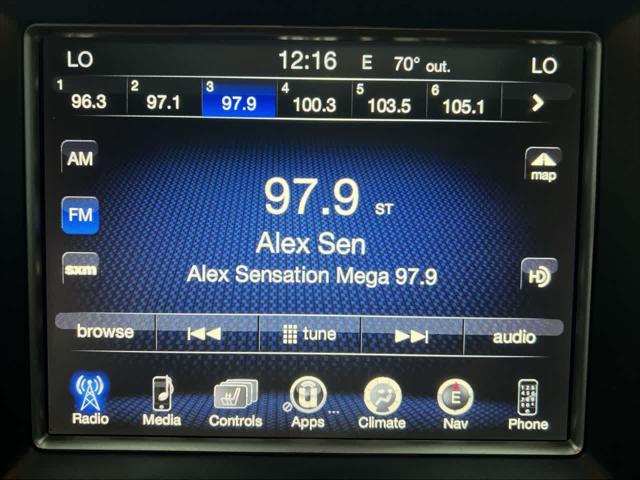 LO 12:16 E 70° out. LO
1 96.3 2 97.1 3 97.9 4 100.3 5 103.5 6 105.1
AM
map
97.9 ST
FM
Alex Sen
sxm
Alex Sensation Mega 97.9
HD
browse tune audio
E
Radio Media Controls Apps ... Climate Nav Phone